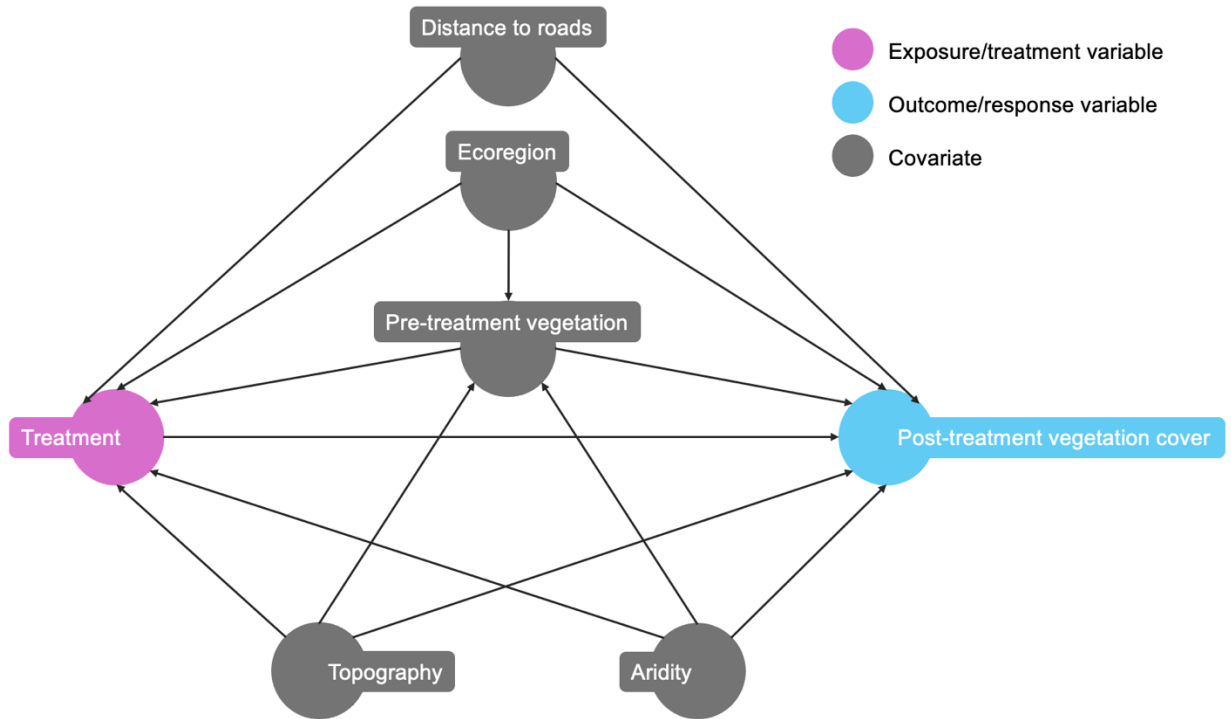 Distance to roads
Exposure/treatment variable
Outcome/response variable
Ecoregion
Covariate
Pre-treatment vegetation
Treatment
Post-treatment vegetation cover
Topography
Aridity